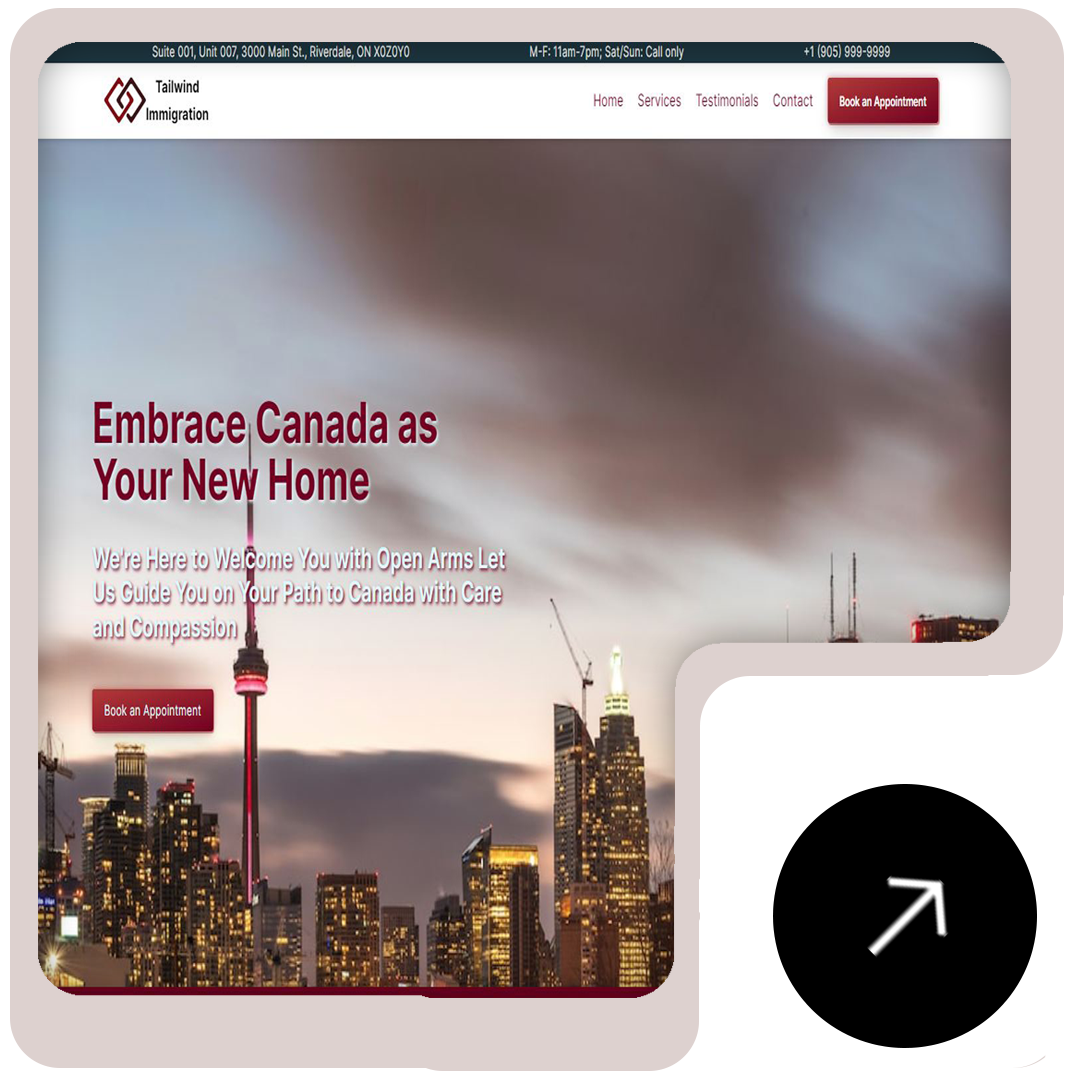 Suite 001, Unit 007, 3000 Main St., Riverdale, ON X0Z0Y0
M-F: 11am-7pm; Sat/Sun: Call only
+1 (905) 999-9999
Tailwind
Immigration
Home
Services
Testimonials
Contact
Book an Appointment
Embrace Canada as
Your New Home
We're Here to Welcome You with Open Arms Let
Us Guide You on Your Path to Canada with Care
and Compassion
Book an Appointment